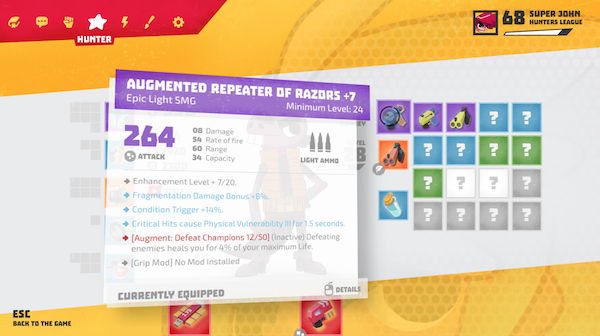 68
SUPER JOHN
HUNTERS LEAGUE
HUNTER
AUGMENTED REPEATER OF RAZORS +7
Epic Light SMG
Minimum Level: 24
264
ATTACK
08 Damage
54 Rate of fire
60 Range
34 Capacity
LIGHT AMMO
Enhancement Level + 7/20.
Fragmentation Damage Bonus +8%.
Condition Trigger +14%.
Critical Hits cause Physical Vulnerability III for 1.5 seconds.
[Augment: Defeat Champions 12/50] (Inactive) Defeating
enemies heals you for 4% of your maximum Life.
[Grip Mod] No Mod Installed
CURRENTLY EQUIPPED
DETAILS
? 
? ? ? ?
? ? ? ?
? ? ? ?
ESC
BACK TO THE GAME